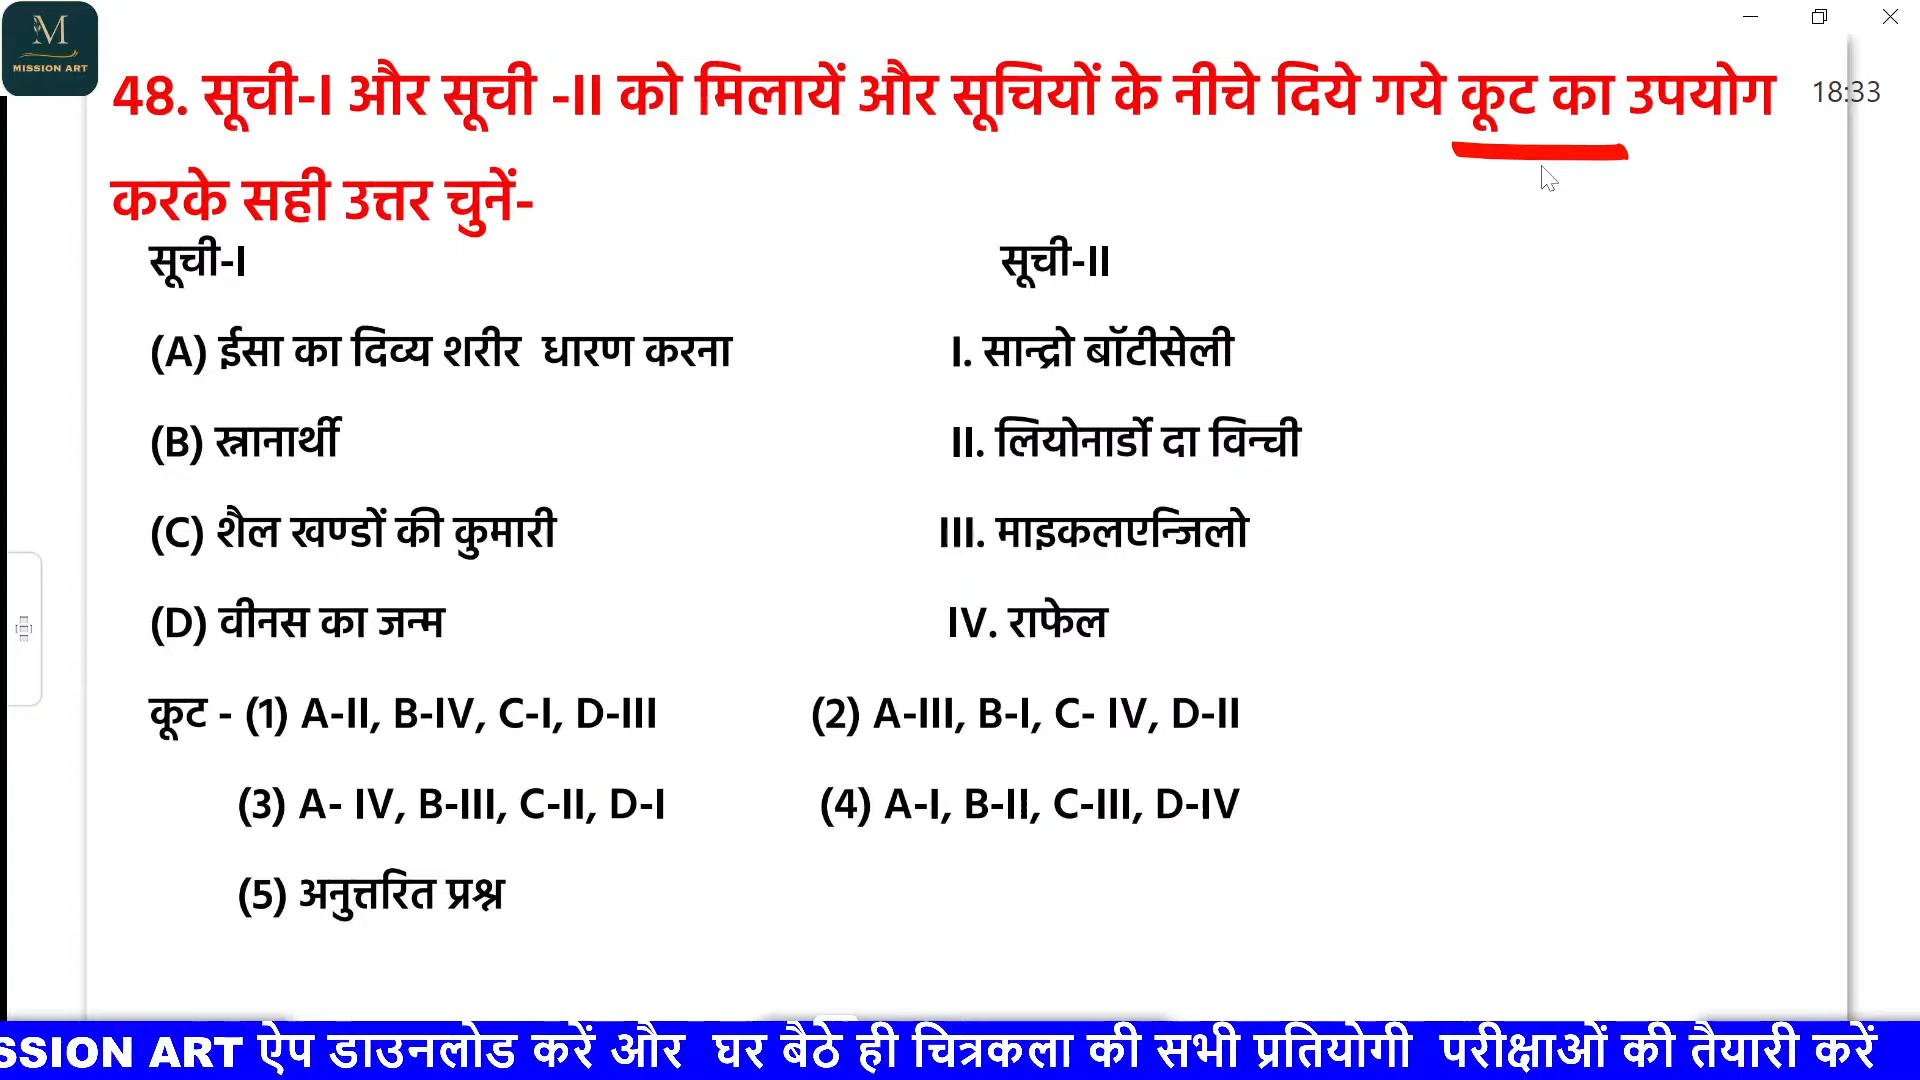 M
MISSION ART
48. सूची-I और सूची -II को मिलायें और सूचियों के नीचे दिये गये कूट का उपयोग
18:33
करके सही उत्तर चुनें-
सूची-I सूची-II
(A) ईसा का दिव्य शरीर धारण करना I. सान्द्रो बॉटीसेली
(B) स्नानार्थी II. लियोनार्डो दा विन्ची
(C) शैल खण्डों की कुमारी III. माइकलएन्जिलो
(D) वीनस का जन्म IV. राफेल
कूट - (1) A-II, B-IV, C-I, D-III (2) A-III, B-I, C- IV, D-II
(3) A- IV, B-III, C-II, D-I (4) A-I, B-II, C-III, D-IV
(5) अनुत्तरित प्रश्न
SSION ART ऐप डाउनलोड करें और घर बैठे ही चित्रकला की सभी प्रतियोगी परीक्षाओं की तैयारी करें